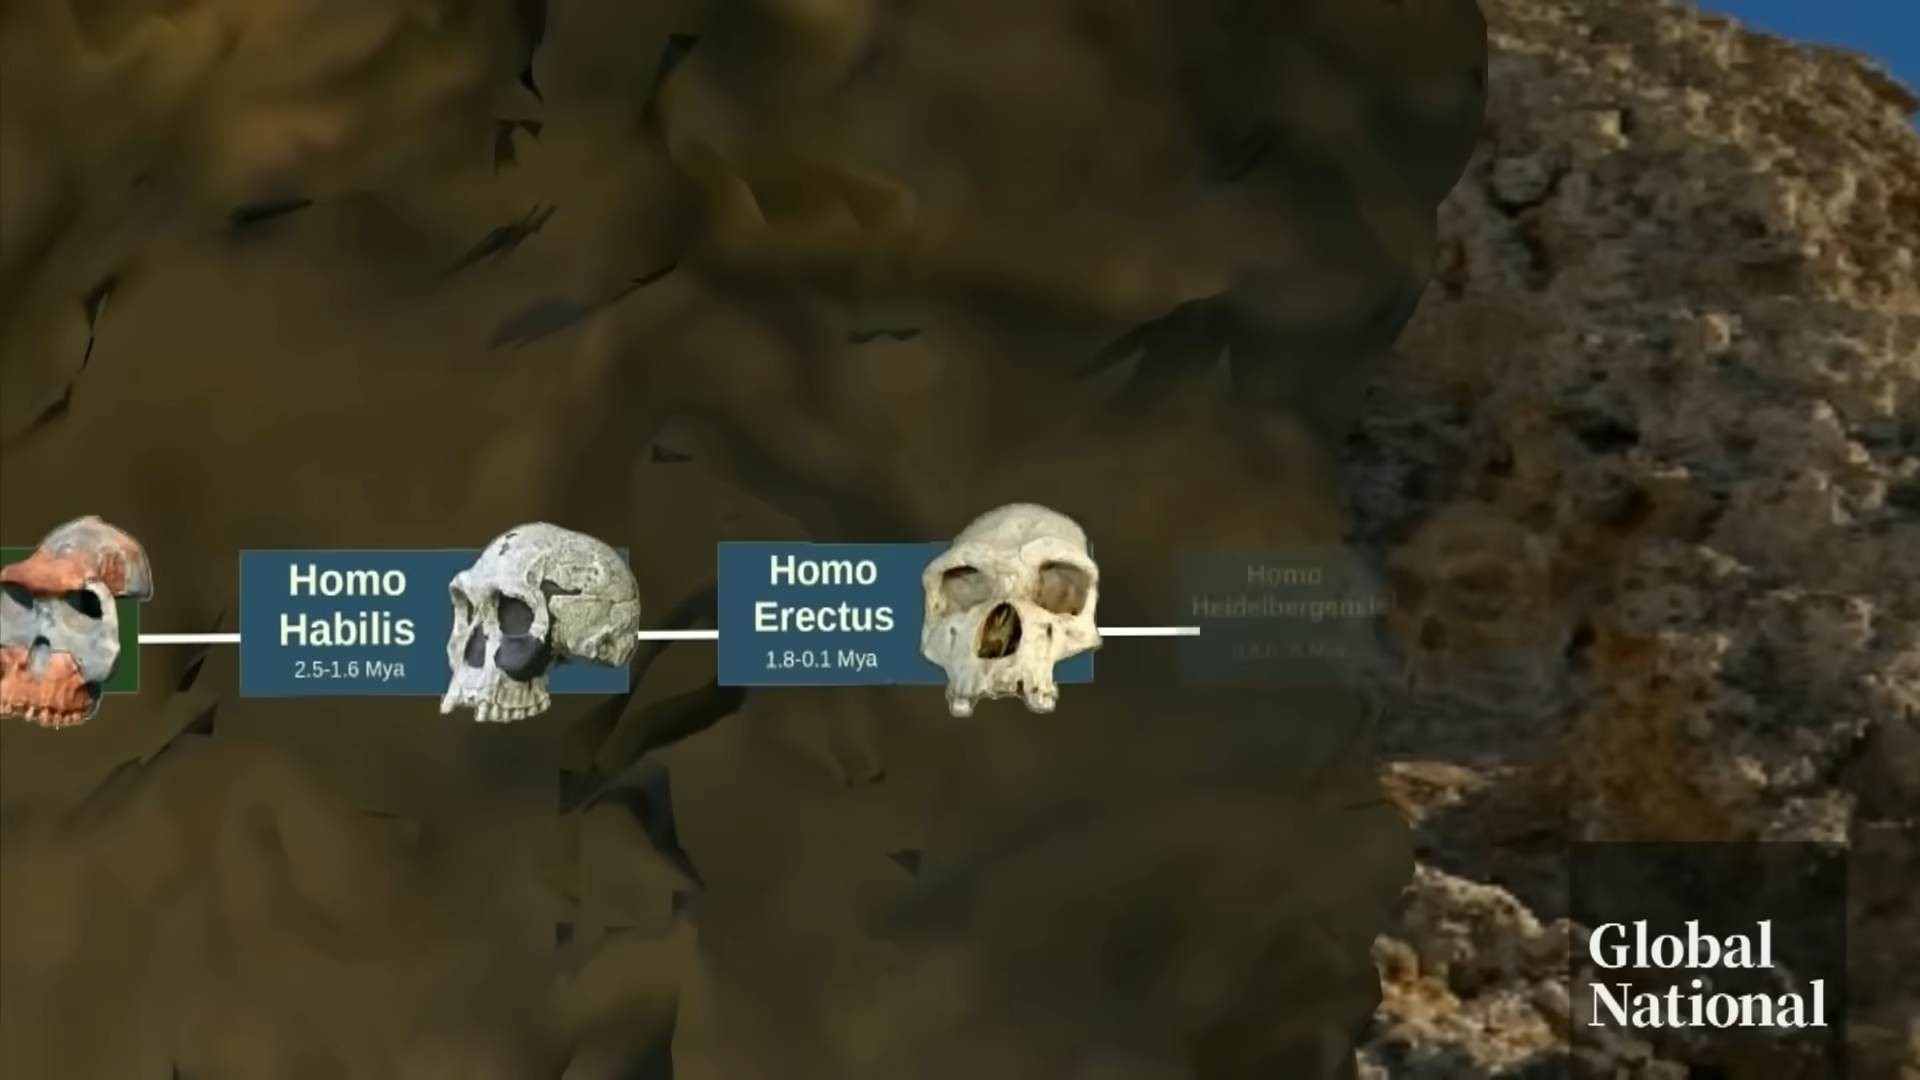 Homo
Habilis
2.5-1.6 Mya
Homo
Erectus
1.8-0.1 Mya
Homo
Global
National